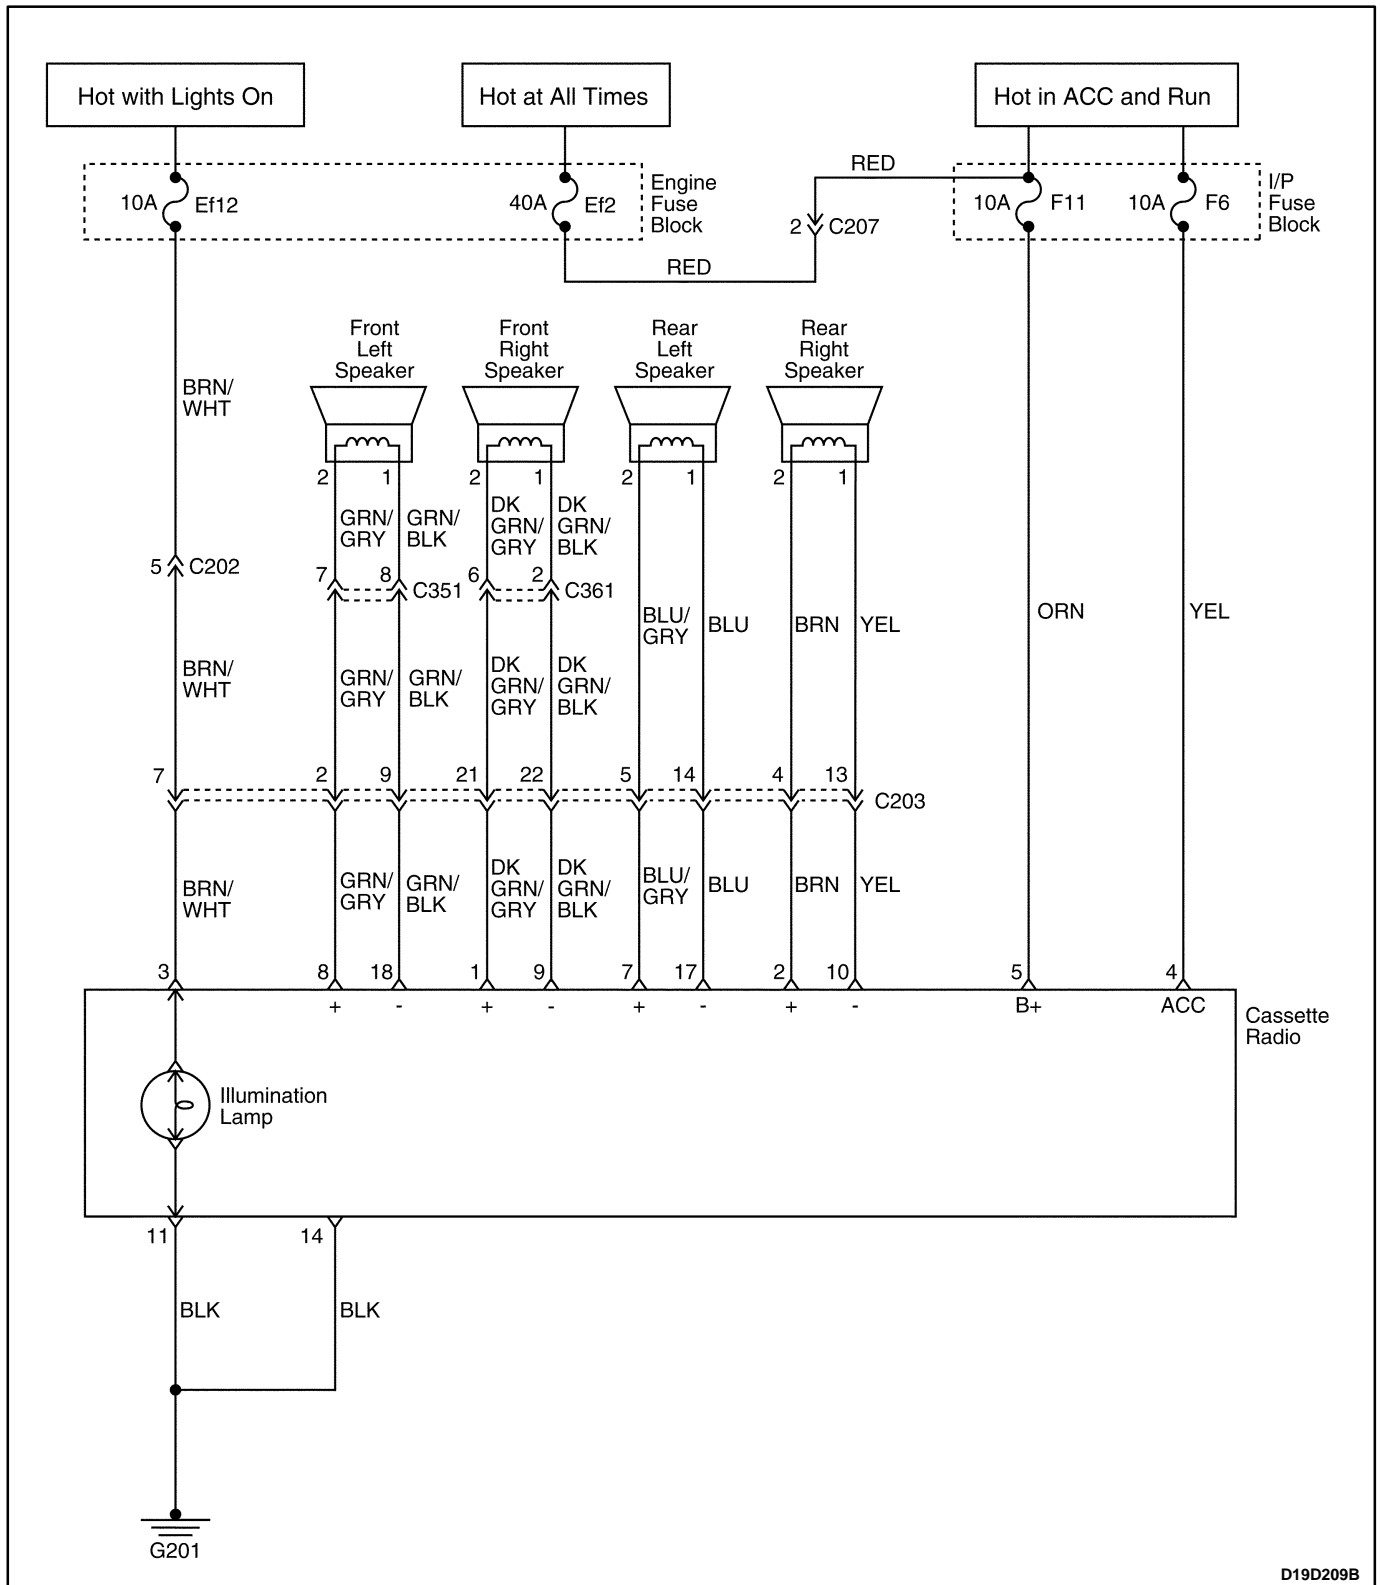 Hot with Lights On
Hot at All Times
Hot in ACC and Run
RED
10A
Ef12
40A
Ef2
Engine
Fuse
Block
2
C207
10A
F11
10A
F6
I/P
Fuse
Block
RED
Front
Left
Speaker
Front
Right
Speaker
Rear
Left
Speaker
Rear
Right
Speaker
BRN/
WHT
2
1
2
1
2
1
2
1
GRN/
GRY
GRN/
BLK
DK
GRN/
GRY
DK
GRN/
BLK
5
C202
7
8
C351
6
2
C361
BLU/
GRY
BLU
BRN
YEL
ORN
YEL
BRN/
WHT
GRN/
GRY
GRN/
BLK
DK
GRN/
GRY
DK
GRN/
BLK
7
2
9
21
22
5
14
4
13
C203
BRN/
WHT
GRN/
GRY
GRN/
BLK
DK
GRN/
GRY
DK
GRN/
BLK
BLU/
GRY
BLU
BRN
YEL
3
8
18
1
9
7
17
2
10
5
4
+
-
+
-
+
-
+
-
B+
ACC
Cassette
Radio
Illumination
Lamp
11
14
BLK
BLK
G201
D19D209B